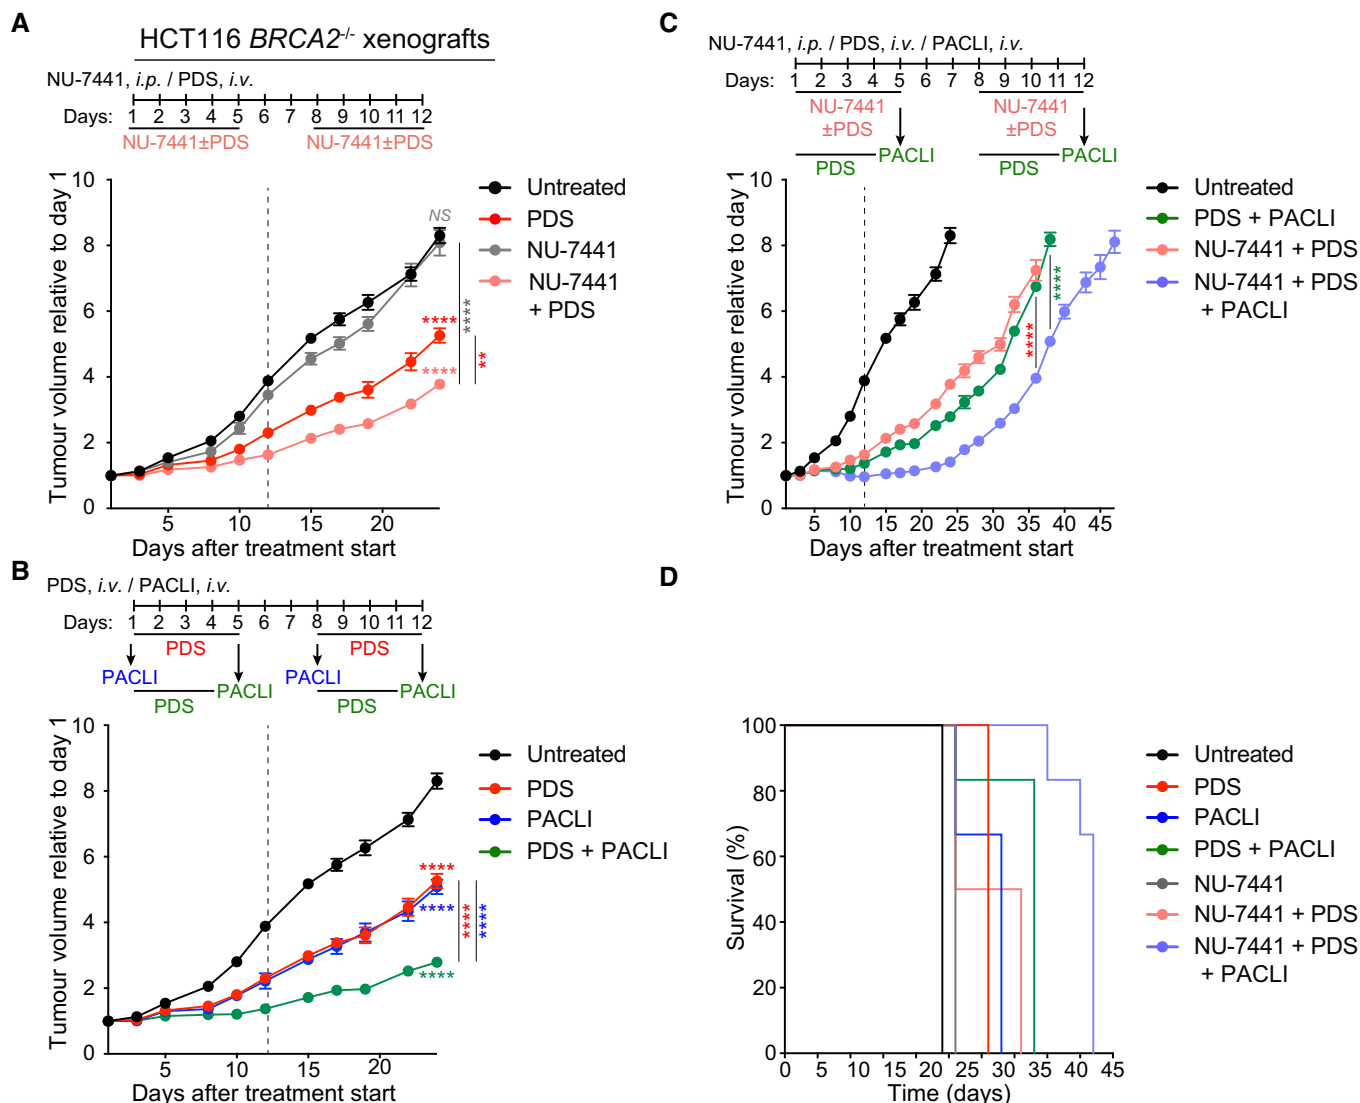 A
HCT116 BRCA2-/- xenografts
NU-7441, i.p. / PDS, i.v.
Days: 1 2 3 4 5 6 7 8 9 10 11 12
NU-7441±PDS NU-7441±PDS
Tumour volume relative to day 1
10
8
6
4
2
0
5 10 15 20
Days after treatment start
NS
****
****
****
**
Untreated
PDS
NU-7441
NU-7441
+ PDS
B
PDS, i.v. / PACLI, i.v.
Days: 1 2 3 4 5 6 7 8 9 10 11 12
PDS PDS
PACLI PACLI
PACLI PACLI
PDS PDS
Tumour volume relative to day 1
10
8
6
4
2
0
5 10 15 20
Days after treatment start
****
****
****
****
****
Untreated
PDS
PACLI
PDS + PACLI
C
NU-7441, i.p. / PDS, i.v. / PACLI, i.v.
Days: 1 2 3 4 5 6 7 8 9 10 11 12
NU-7441 NU-7441
±PDS ±PDS
PACLI PACLI
PDS PDS
Tumour volume relative to day 1
10
8
6
4
2
0
5 10 15 20 25 30 35 40 45
Days after treatment start
****
****
Untreated
PDS + PACLI
NU-7441 + PDS
NU-7441 + PDS
+ PACLI
D
Survival (%)
100
80
60
40
20
0
0 5 10 15 20 25 30 35 40 45
Time (days)
Untreated
PDS
PACLI
PDS + PACLI
NU-7441
NU-7441 + PDS
NU-7441 + PDS
+ PACLI